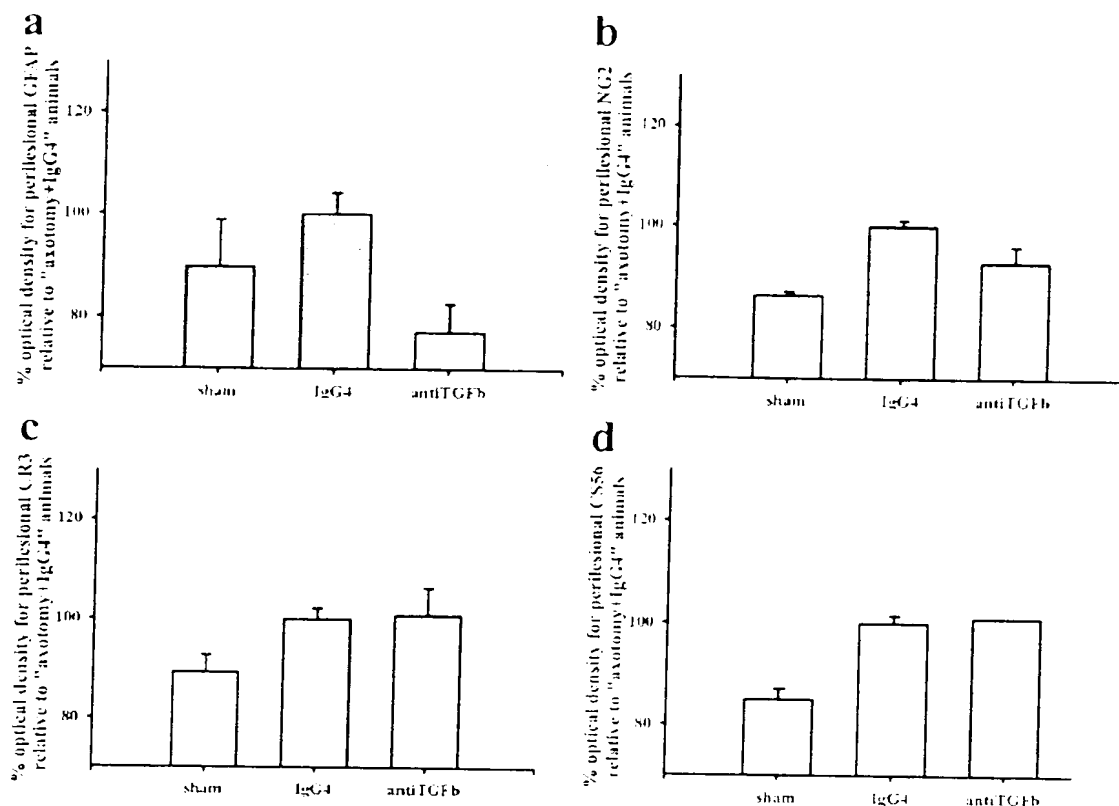 a
% optical density for perilesional GFAP
relative to "axotomy+IgG4" animals
120
100
80
sham
IgG4
antiTGFb
b
% optical density for perilesional NG2
relative to "axotomy+IgG4" animals
120
100
80
sham
IgG4
antiTGFb
c
% optical density for perilesional CR3
relative to "axotomy+IgG4" animals
120
100
80
sham
IgG4
antiTGFb
d
% optical density for perilesional CS56
relative to "axotomy+IgG4" animals
120
100
80
sham
IgG4
antiTGFb